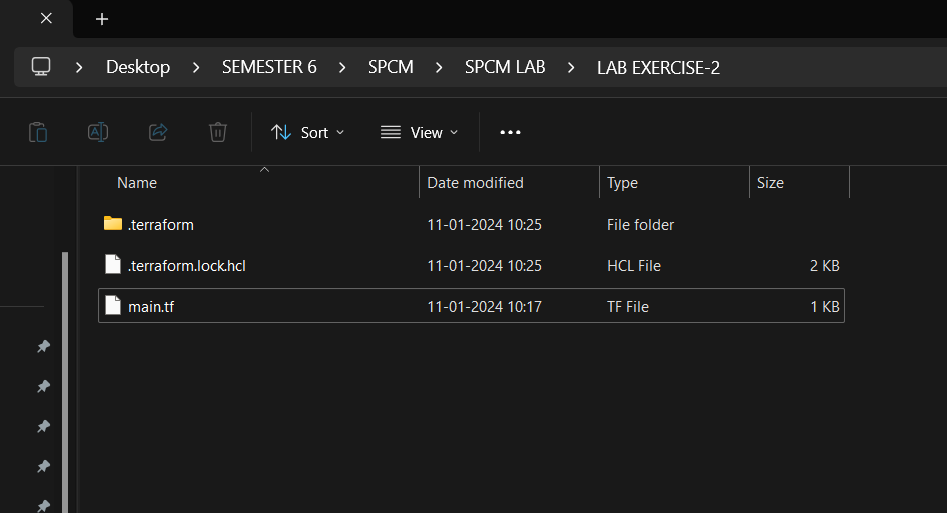 Desktop > SEMESTER 6 > SPCM > SPCM LAB > LAB EXERCISE-2
Sort View
Name Date modified Type Size
.terraform 11-01-2024 10:25 File folder
.terraform.lock.hcl 11-01-2024 10:25 HCL File 2 KB
main.tf 11-01-2024 10:17 TF File 1 KB